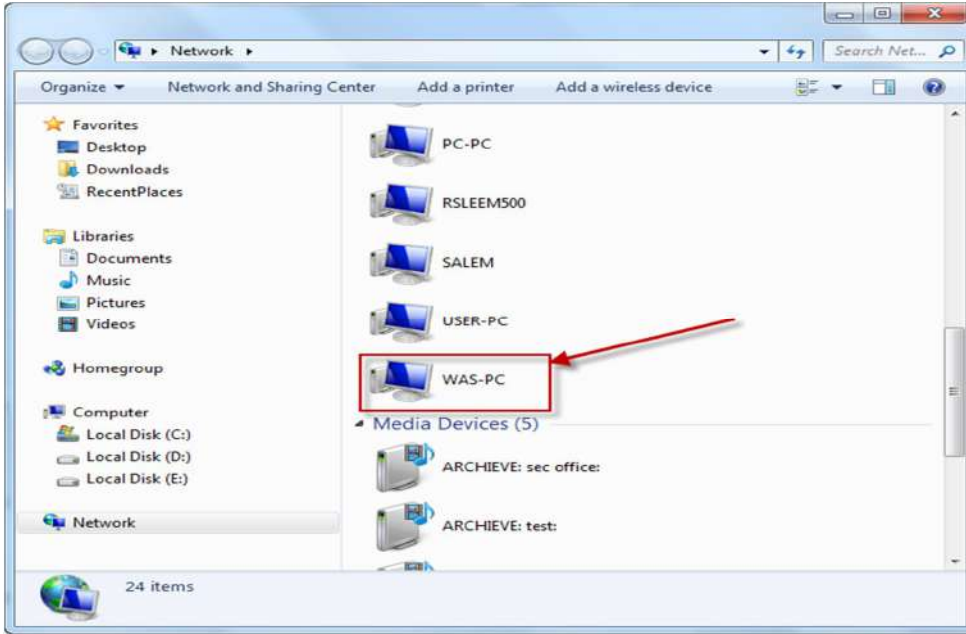 Network
Search Net...
Organize
Network and Sharing Center
Add a printer
Add a wireless device
Favorites
Desktop
Downloads
RecentPlaces
Libraries
Documents
Music
Pictures
Videos
Homegroup
Computer
Local Disk (C:)
Local Disk (D:)
Local Disk (E:)
Network
PC-PC
RSLEEM500
SALEM
USER-PC
WAS-PC
Media Devices (5)
ARCHIEVE: sec office:
ARCHIEVE: test:
24 items